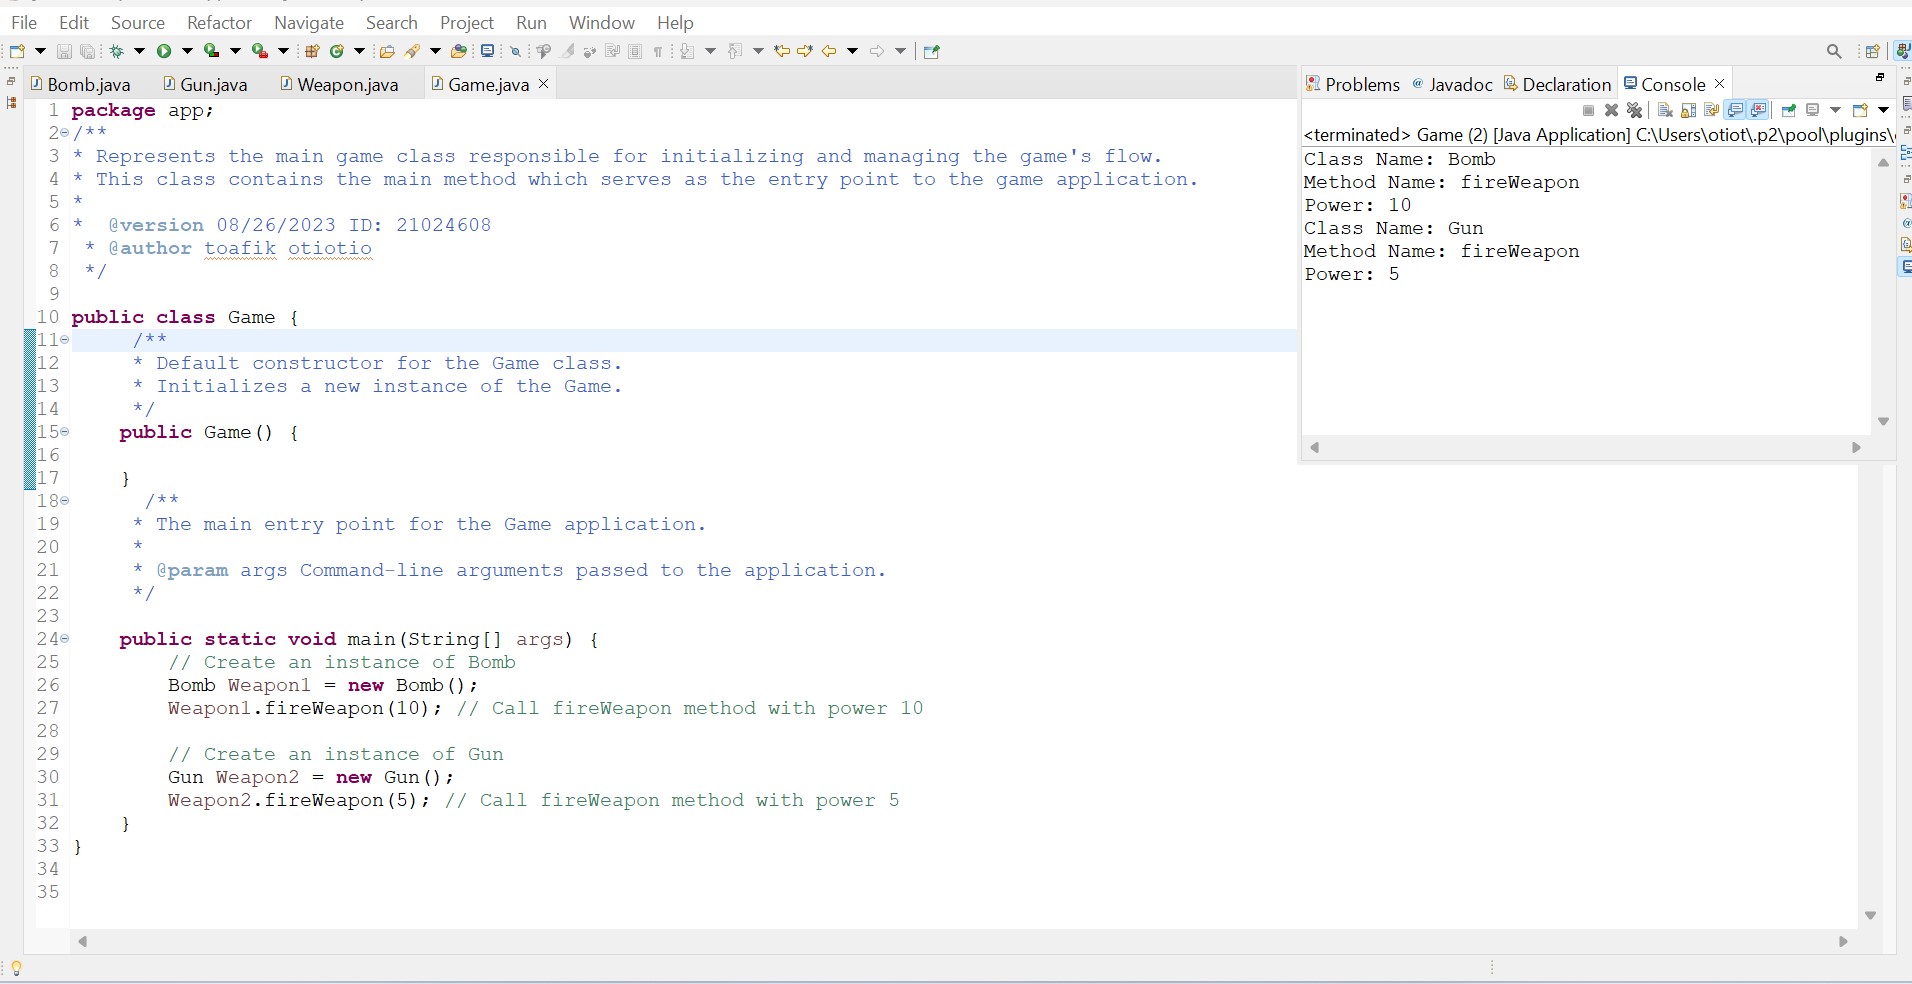 File Edit Source Refactor Navigate Search Project Run Window Help
Bomb.java Gun.java Weapon.java Game.java
1 package app;
2 /**
3 * Represents the main game class responsible for initializing and managing the game's flow.
4 * This class contains the main method which serves as the entry point to the game application.
5 *
6 * @version 08/26/2023 ID: 21024608
7 * @author toafik otiotio
8 */
9
10 public class Game {
11 /**
12 * Default constructor for the Game class.
13 * Initializes a new instance of the Game.
14 */
15 public Game() {
16
17 }
18 /**
19 * The main entry point for the Game application.
20 *
21 * @param args Command-line arguments passed to the application.
22 */
23
24 public static void main(String[] args) {
25 // Create an instance of Bomb
26 Bomb Weapon1 = new Bomb();
27 Weapon1.fireWeapon(10); // Call fireWeapon method with power 10
28
29 // Create an instance of Gun
30 Gun Weapon2 = new Gun();
31 Weapon2.fireWeapon(5); // Call fireWeapon method with power 5
32 }
33 }
34
35
Problems @ Javadoc Declaration Console
<terminated> Game (2) [Java Application] C:\Users\otiot\.p2\pool\plugins\
Class Name: Bomb
Method Name: fireWeapon
Power: 10
Class Name: Gun
Method Name: fireWeapon
Power: 5